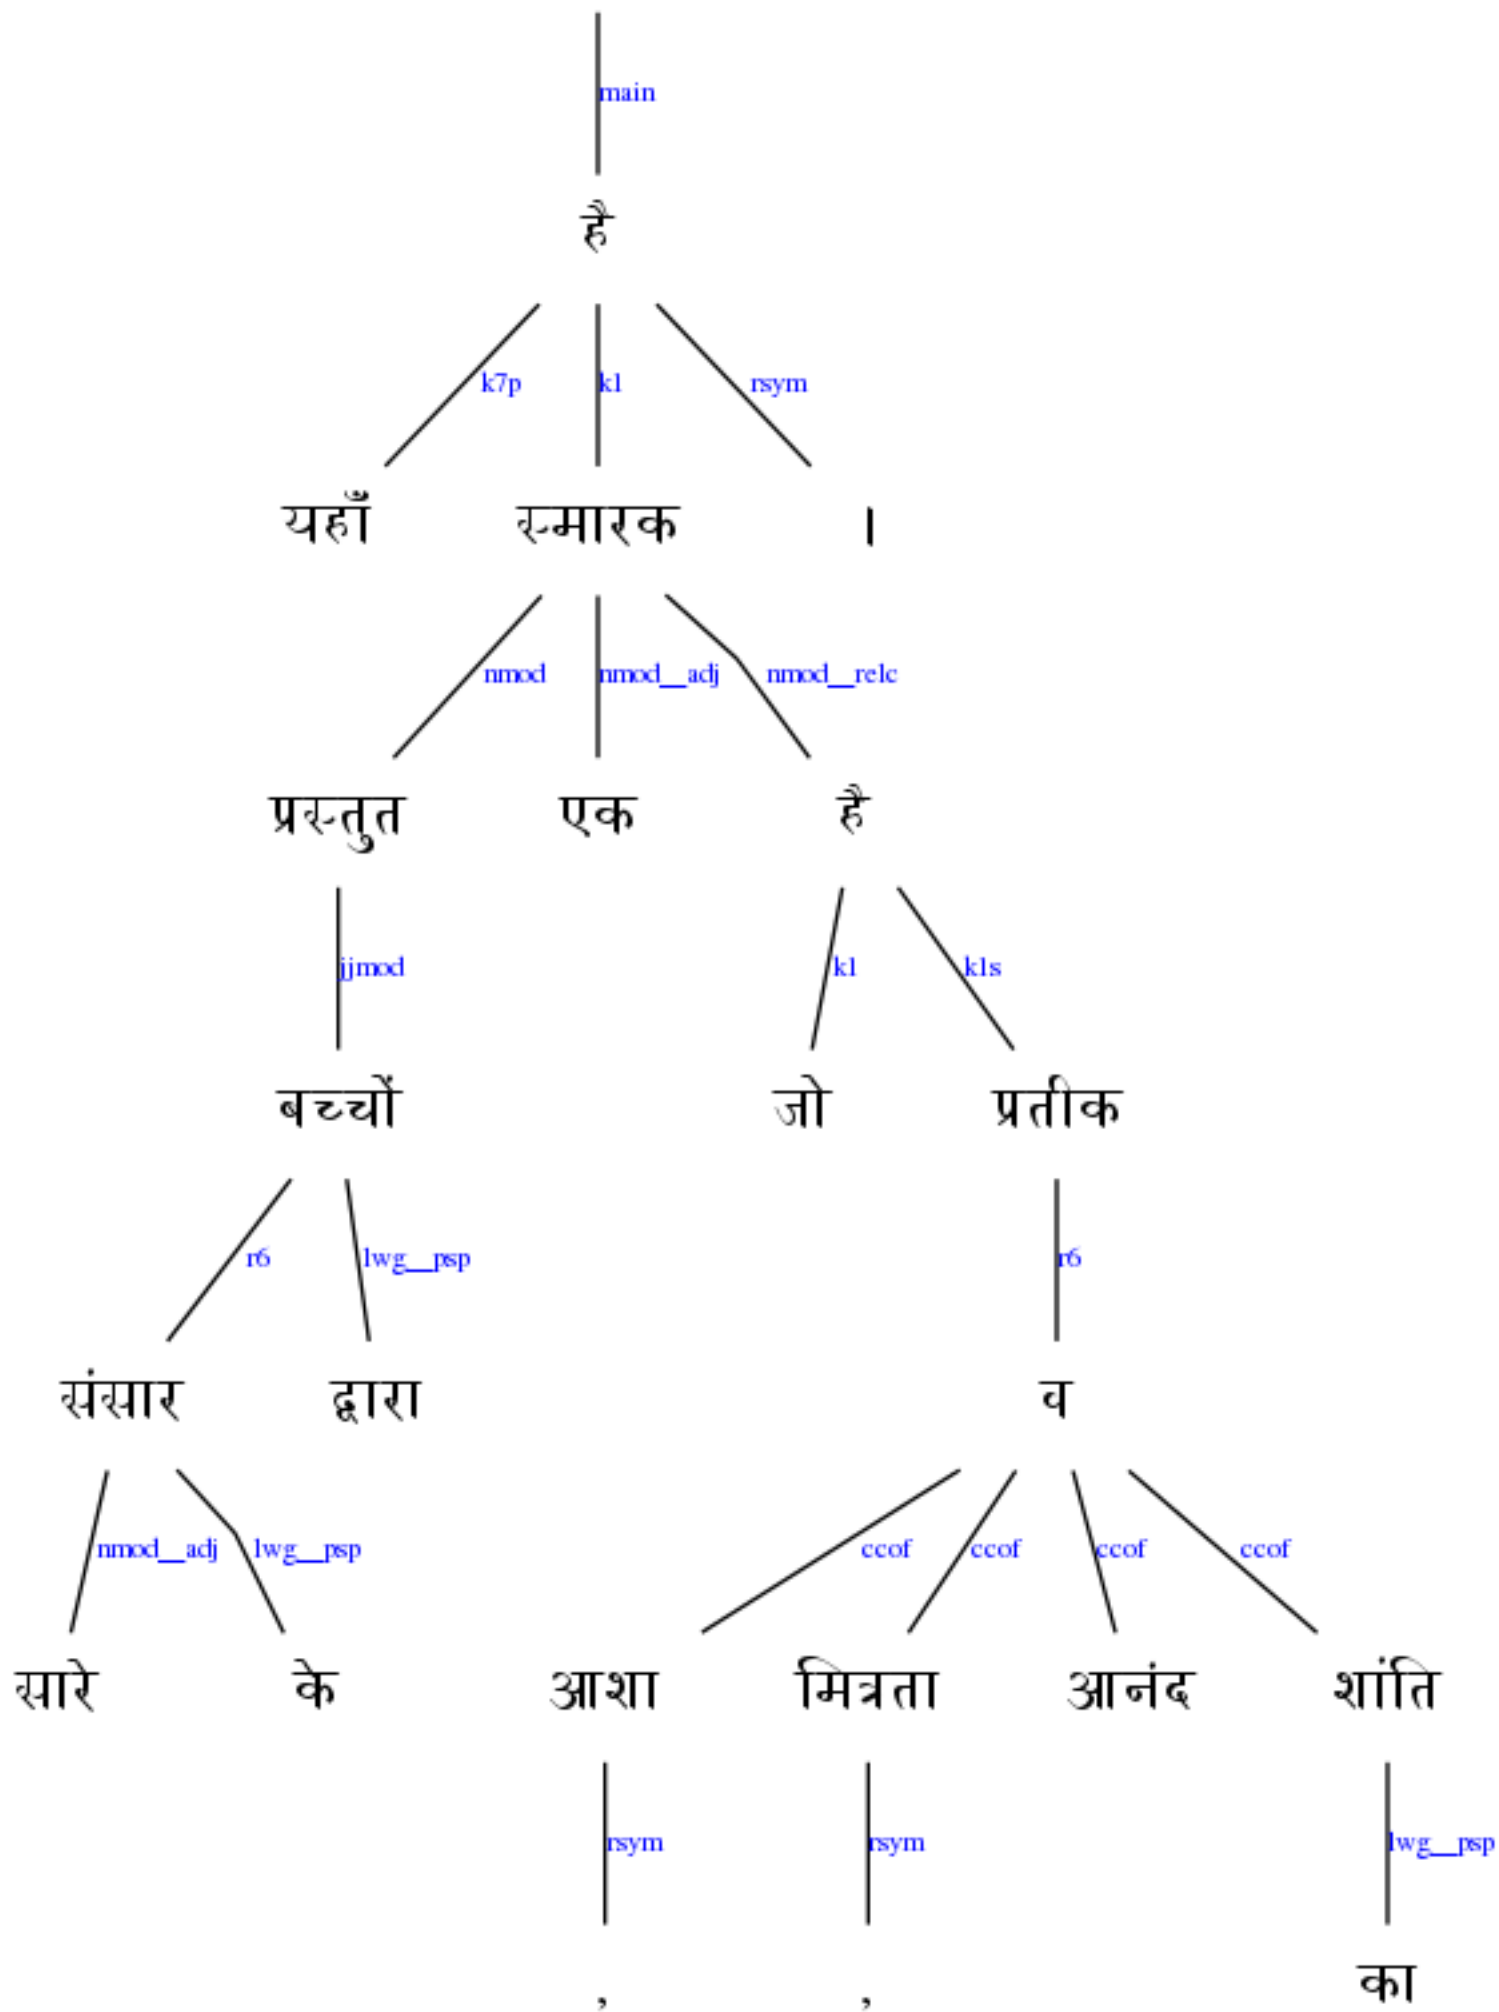 main
है
k7p k1 rsym
यहाँ स्मारक ।
nmod nmod__adj nmod__relc
प्रस्तुत एक है
jjmod k1 k1s
बच्चों जो प्रतीक
r6 lwg__psp r6
संसार द्वारा व
nmod__adj lwg__psp ccof ccof ccof ccof
सारे के आशा मित्रता आनंद शांति
rsym rsym lwg__psp
, , का